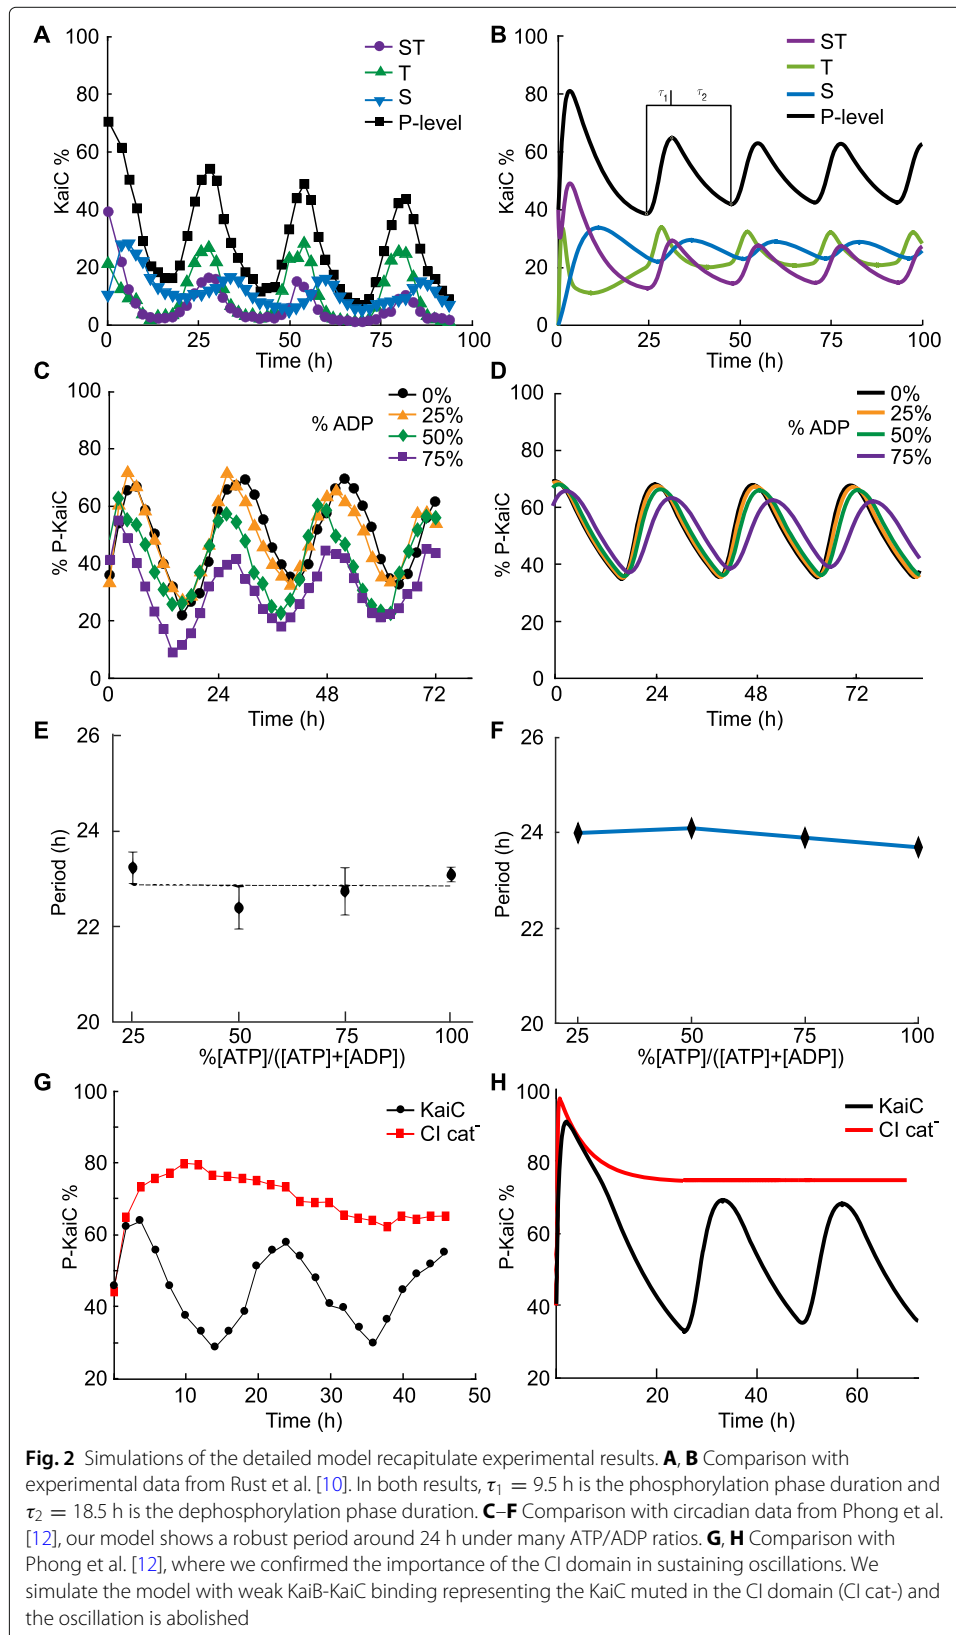 A
KaiC %
100
80
60
40
20
0
0
25
50
75
100
Time (h)
ST
T
S
P-level
B
KaiC %
100
80
60
40
20
0
0
25
50
75
100
Time (h)
ST
T
S
P-level
τ1
τ2
C
% P-KaiC
100
80
60
40
20
0
0
24
48
72
Time (h)
% ADP
0%
25%
50%
75%
D
% P-KaiC
100
80
60
40
20
0
0
24
48
72
Time (h)
% ADP
0%
25%
50%
75%
E
Period (h)
26
24
22
20
25
50
75
100
%[ATP]/([ATP]+[ADP])
F
Period (h)
26
24
22
20
25
50
75
100
%[ATP]/([ATP]+[ADP])
G
P-KaiC %
100
80
60
40
20
10
20
30
40
50
Time (h)
KaiC
CI cat-
H
P-KaiC %
100
80
60
40
20
0
20
40
60
Time (h)
KaiC
CI cat-
Fig. 2 Simulations of the detailed model recapitulate experimental results. A, B Comparison with
experimental data from Rust et al. [10]. In both results, τ1 = 9.5 h is the phosphorylation phase duration and
τ2 = 18.5 h is the dephosphorylation phase duration. C–F Comparison with circadian data from Phong et al.
[12], our model shows a robust period around 24 h under many ATP/ADP ratios. G, H Comparison with
Phong et al. [12], where we confirmed the importance of the CI domain in sustaining oscillations. We
simulate the model with weak KaiB-KaiC binding representing the KaiC muted in the CI domain (CI cat-) and
the oscillation is abolished